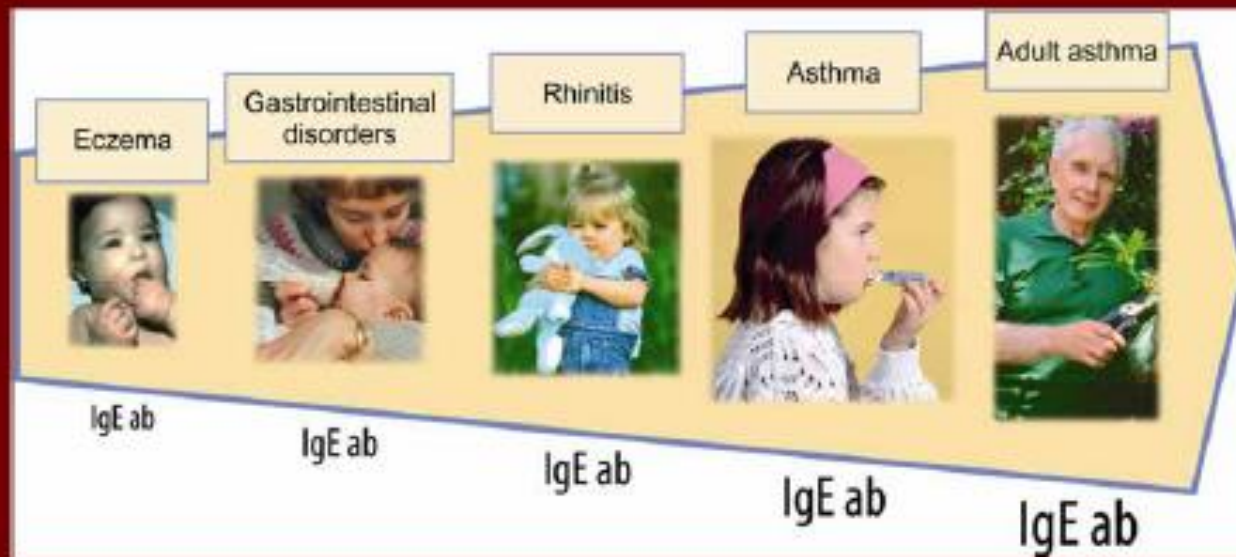 Eczema
Gastrointestinal
disorders
Rhinitis
Asthma
Adult asthma
IgE ab
IgE ab
IgE ab
IgE ab
IgE ab